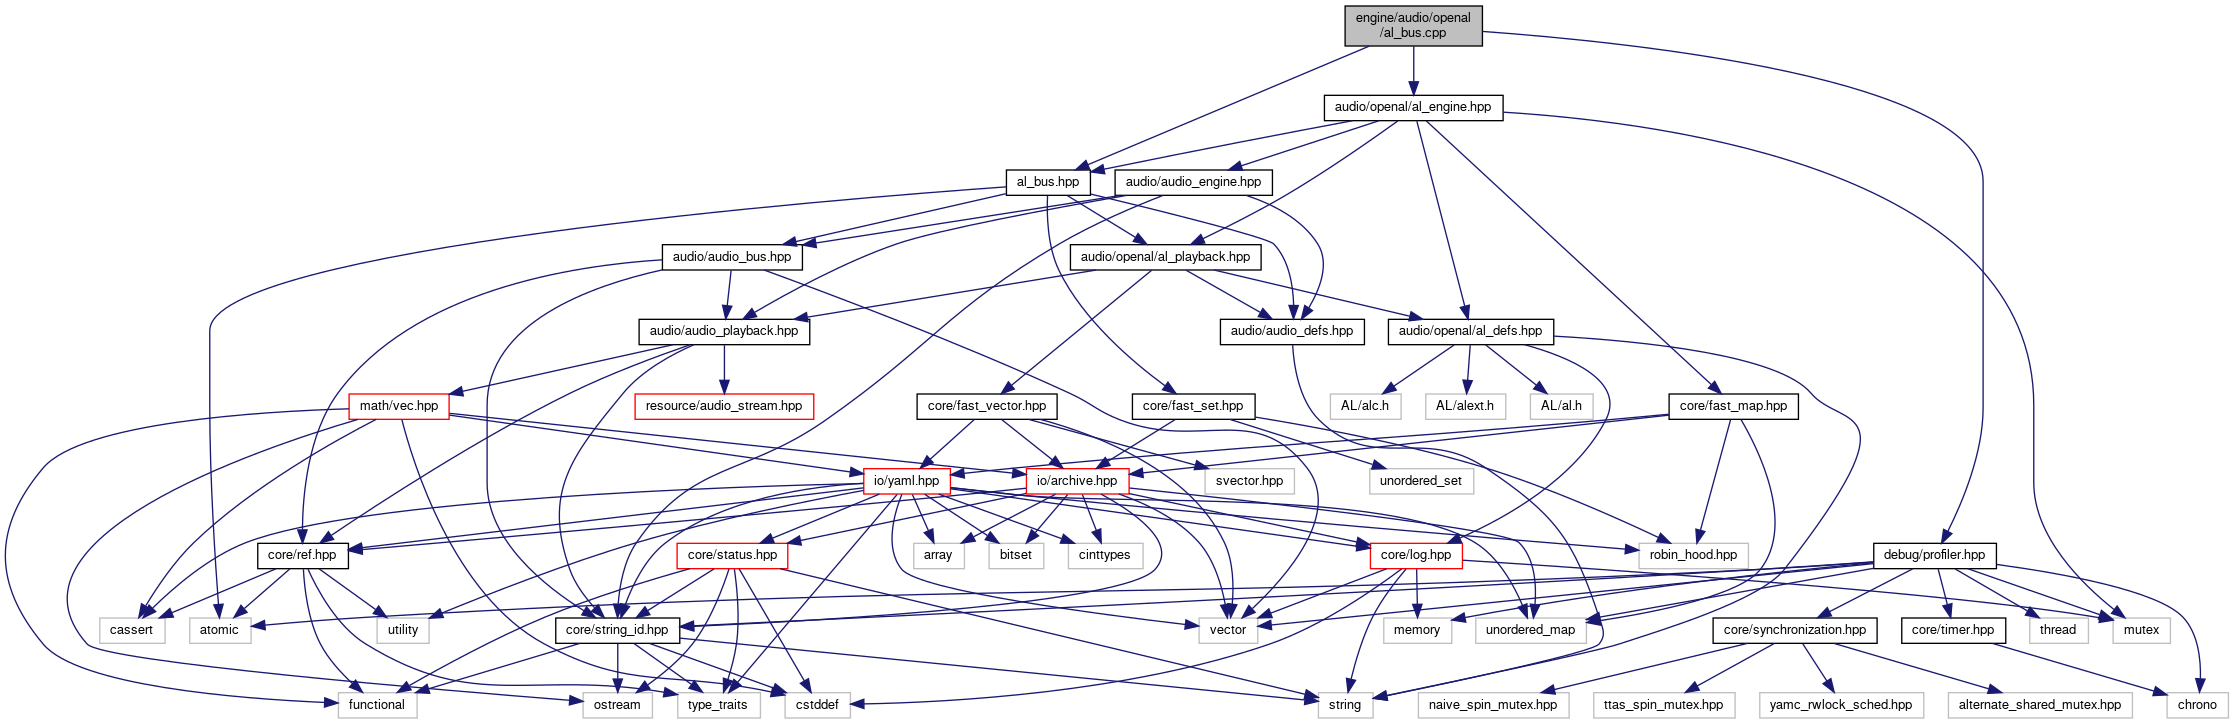 engine/audio/openal
/al_bus.cpp
audio/openal/al_engine.hpp
al_bus.hpp
audio/audio_engine.hpp
audio/audio_bus.hpp
audio/openal/al_playback.hpp
audio/audio_playback.hpp
audio/audio_defs.hpp
audio/openal/al_defs.hpp
math/vec.hpp
resource/audio_stream.hpp
core/fast_vector.hpp
core/fast_set.hpp
AL/alc.h
AL/alext.h
AL/al.h
core/fast_map.hpp
io/yaml.hpp
io/archive.hpp
svector.hpp
unordered_set
core/ref.hpp
core/status.hpp
array
bitset
cinttypes
core/log.hpp
robin_hood.hpp
debug/profiler.hpp
cassert
atomic
utility
core/string_id.hpp
vector
memory
unordered_map
core/synchronization.hpp
core/timer.hpp
thread
mutex
functional
ostream
type_traits
cstddef
string
naive_spin_mutex.hpp
ttas_spin_mutex.hpp
yamc_rwlock_sched.hpp
alternate_shared_mutex.hpp
chrono